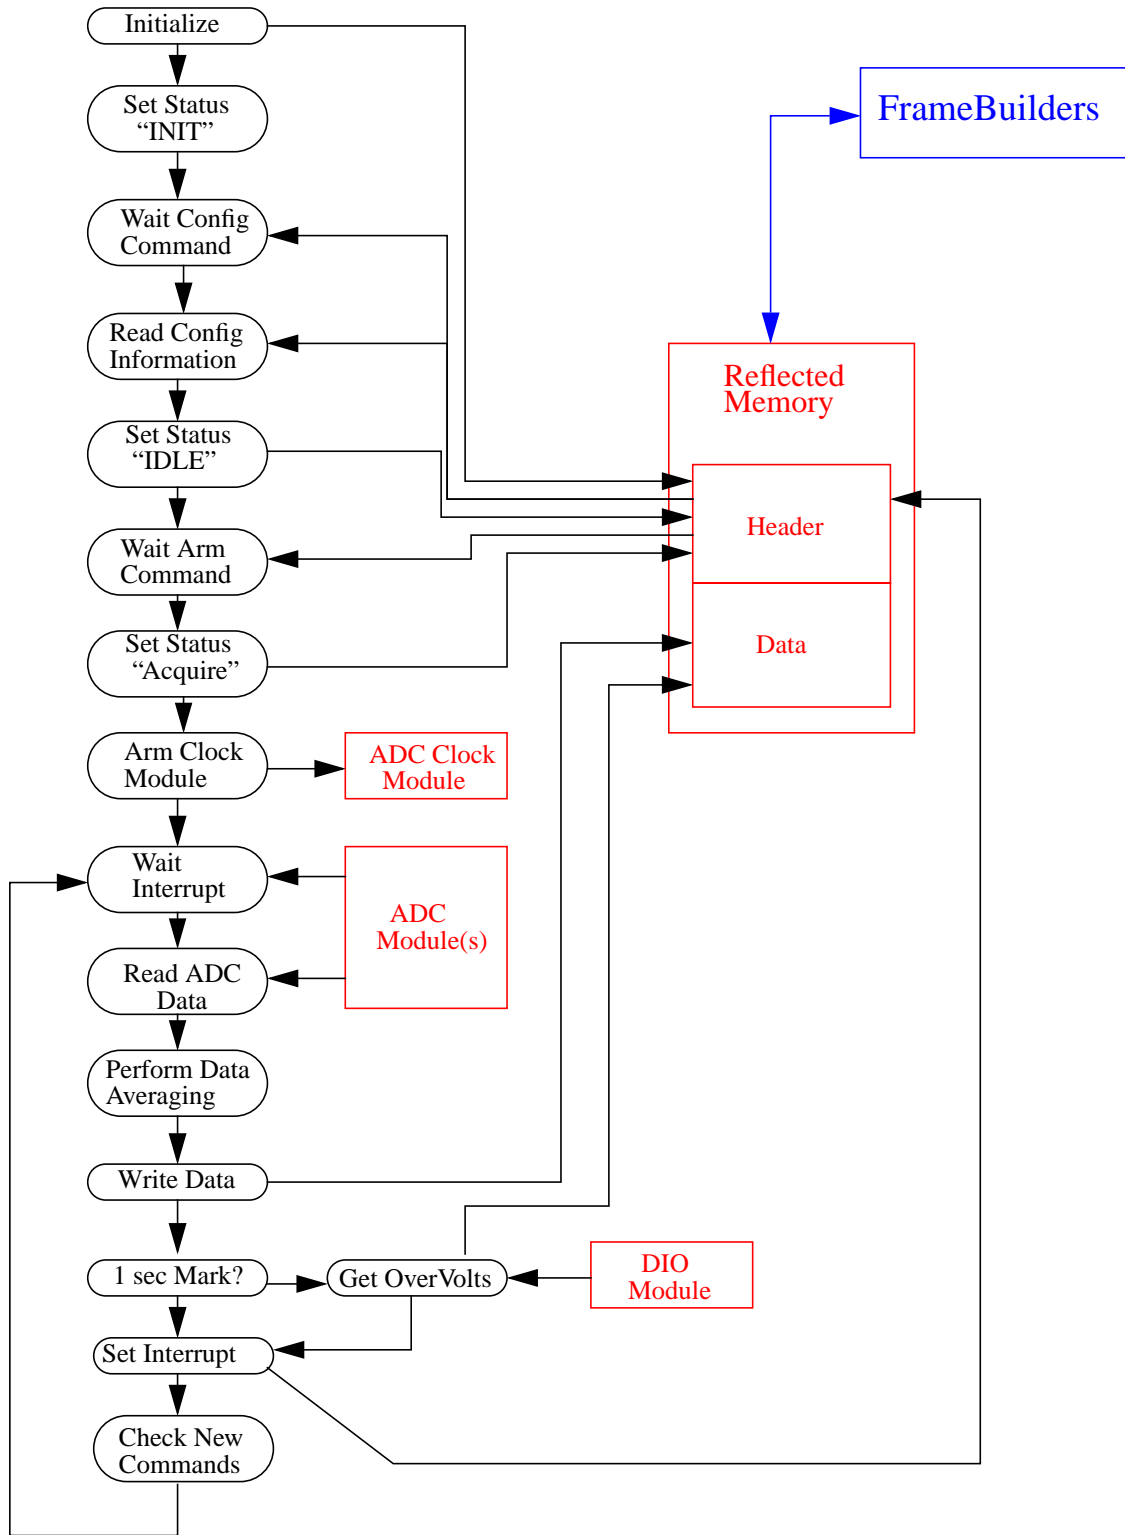 Initialize
Set Status
“INIT”
Wait Config
Command
Read Config
Information
Set Status
“IDLE”
Wait Arm
Command
Set Status
“Acquire”
Arm Clock
Module
Wait
Interrupt
Read ADC
Data
Perform Data
Averaging
Write Data
1 sec Mark?
Set Interrupt
Check New
Commands
Get OverVolts
ADC Clock
Module
ADC
Module(s)
DIO
Module
FrameBuilders
Reflected
Memory
Header
Data